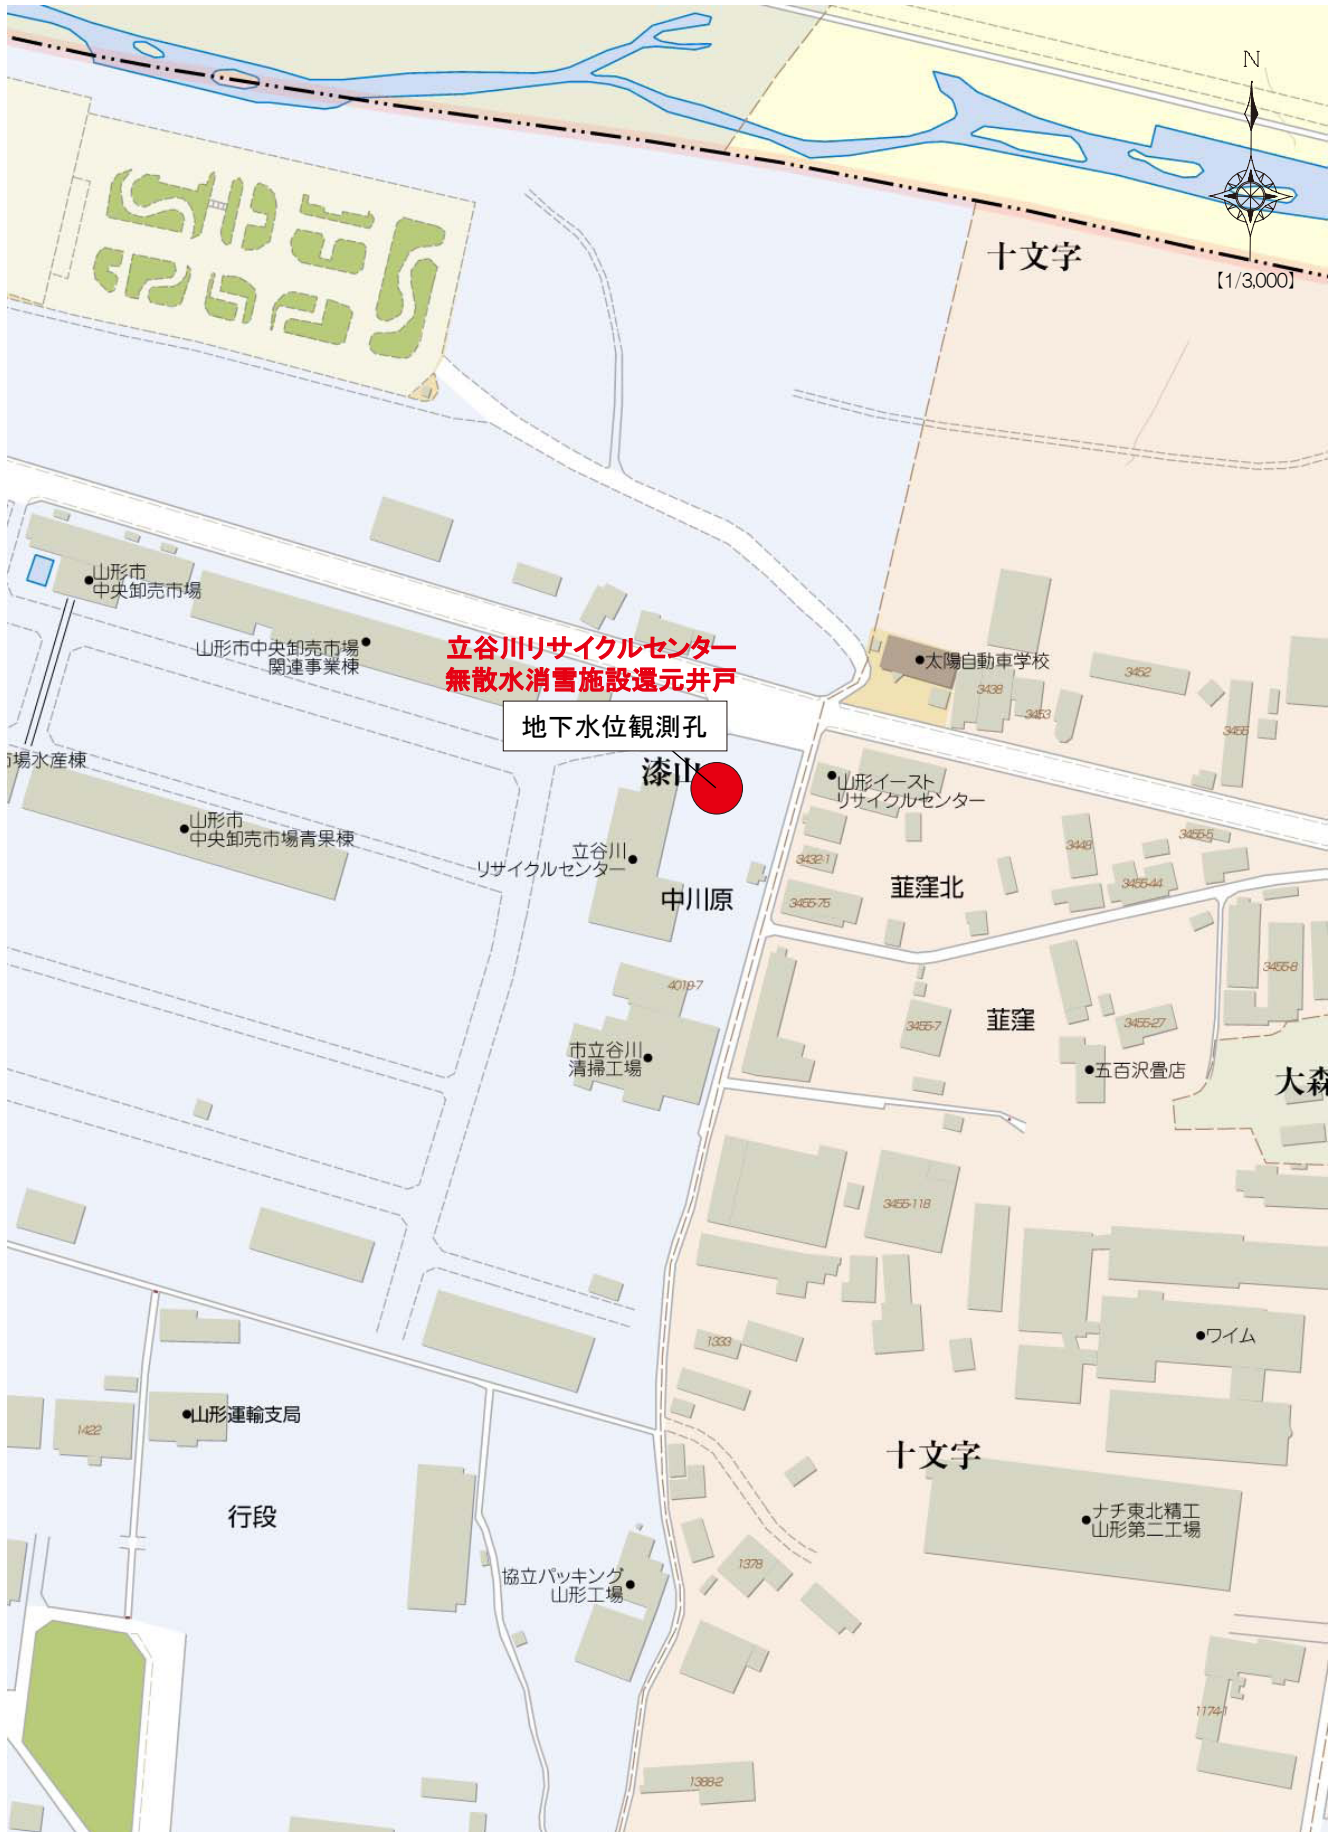 N
十文字
【1/3,000】
山形市
中央卸売市場
山形市中央卸売市場
関連事業棟
立谷川リサイクルセンター
無散水消雪施設還元井戸
地下水位観測孔
太陽自動車学校
3438
3453
3452
3455
市場水産棟
漆山
山形イースト
リサイクルセンター
山形市
中央卸売市場青果棟
立谷川
リサイクルセンター
3432-1
3448
3455-5
3455-44
3455-75
韮窪北
中川原
4019-7
3455-8
3455-7
韮窪
3455-27
市立谷川
清掃工場
五百沢畳店
大森
3455-118
1333
ワイム
1422
山形運輸支局
十文字
行段
ナチ東北精工
山形第二工場
1378
協立パッキング
山形工場
1174-1
1388-2